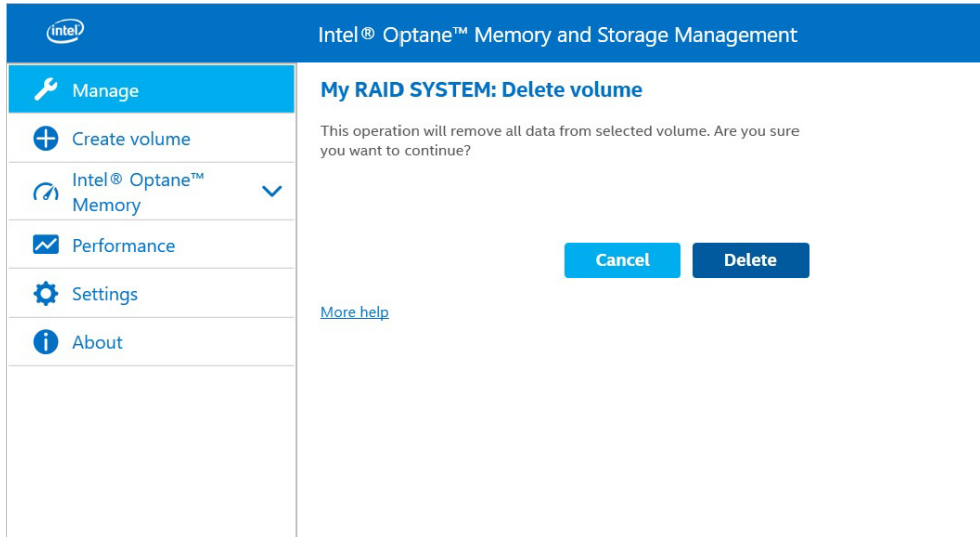 intel
Intel® Optane™ Memory and Storage Management
Manage
Create volume
Intel® Optane™
Memory
Performance
Settings
About
My RAID SYSTEM: Delete volume
This operation will remove all data from selected volume. Are you sure
you want to continue?
Cancel
Delete
More help